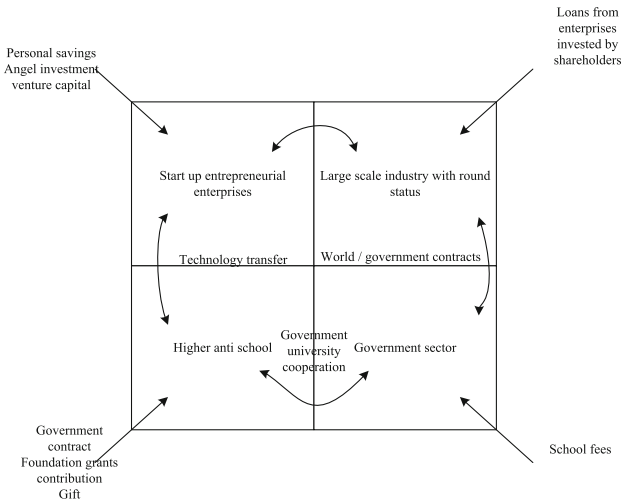 Personal savings
Angel investment
venture capital
Loans from
enterprises
invested by
shareholders
Start up entrepreneurial
enterprises
Large scale industry with round
status
Technology transfer
World / government contracts
Higher anti school
Government
university
cooperation
Government sector
Government
contract
Foundation grants
contribution
Gift
School fees